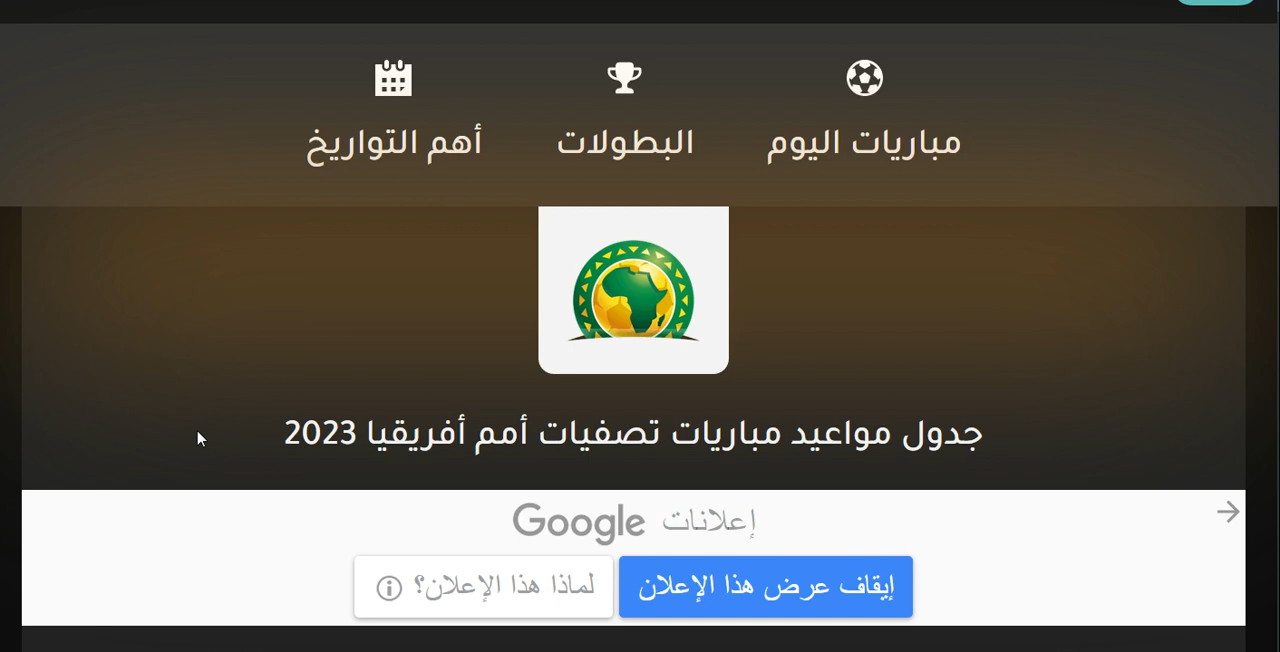 مباريات اليوم
البطولات
أهم التواريخ
جدول مواعيد مباريات تصفيات أمم أفريقيا 2023
إعلانات Google
إيقاف عرض هذا الإعلان
لماذا هذا الإعلان؟